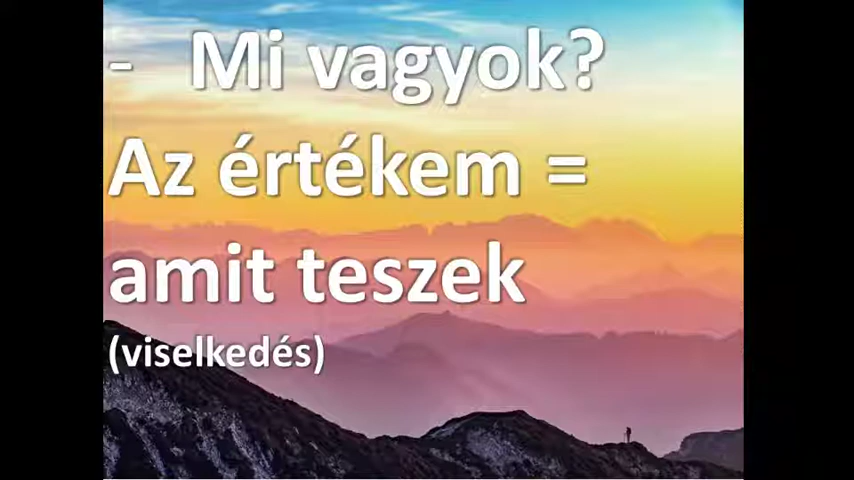 - Mi vagyok?
Az értékem =
amit teszek
(viselkedés)